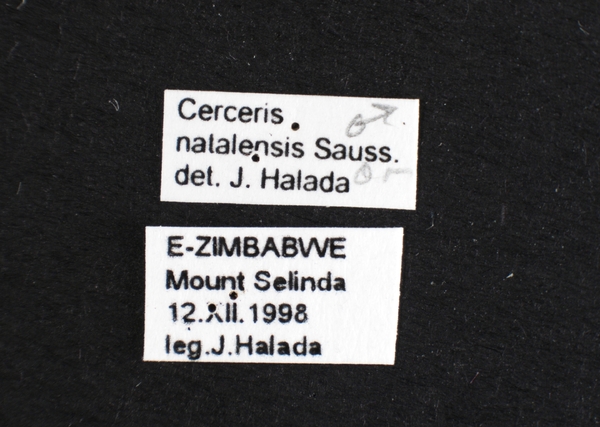 Cerceris ♂
natalensis Sauss.
det. J. Halada
E-ZIMBABWE
Mount Selinda
12.XII.1998
leg.J.Halada